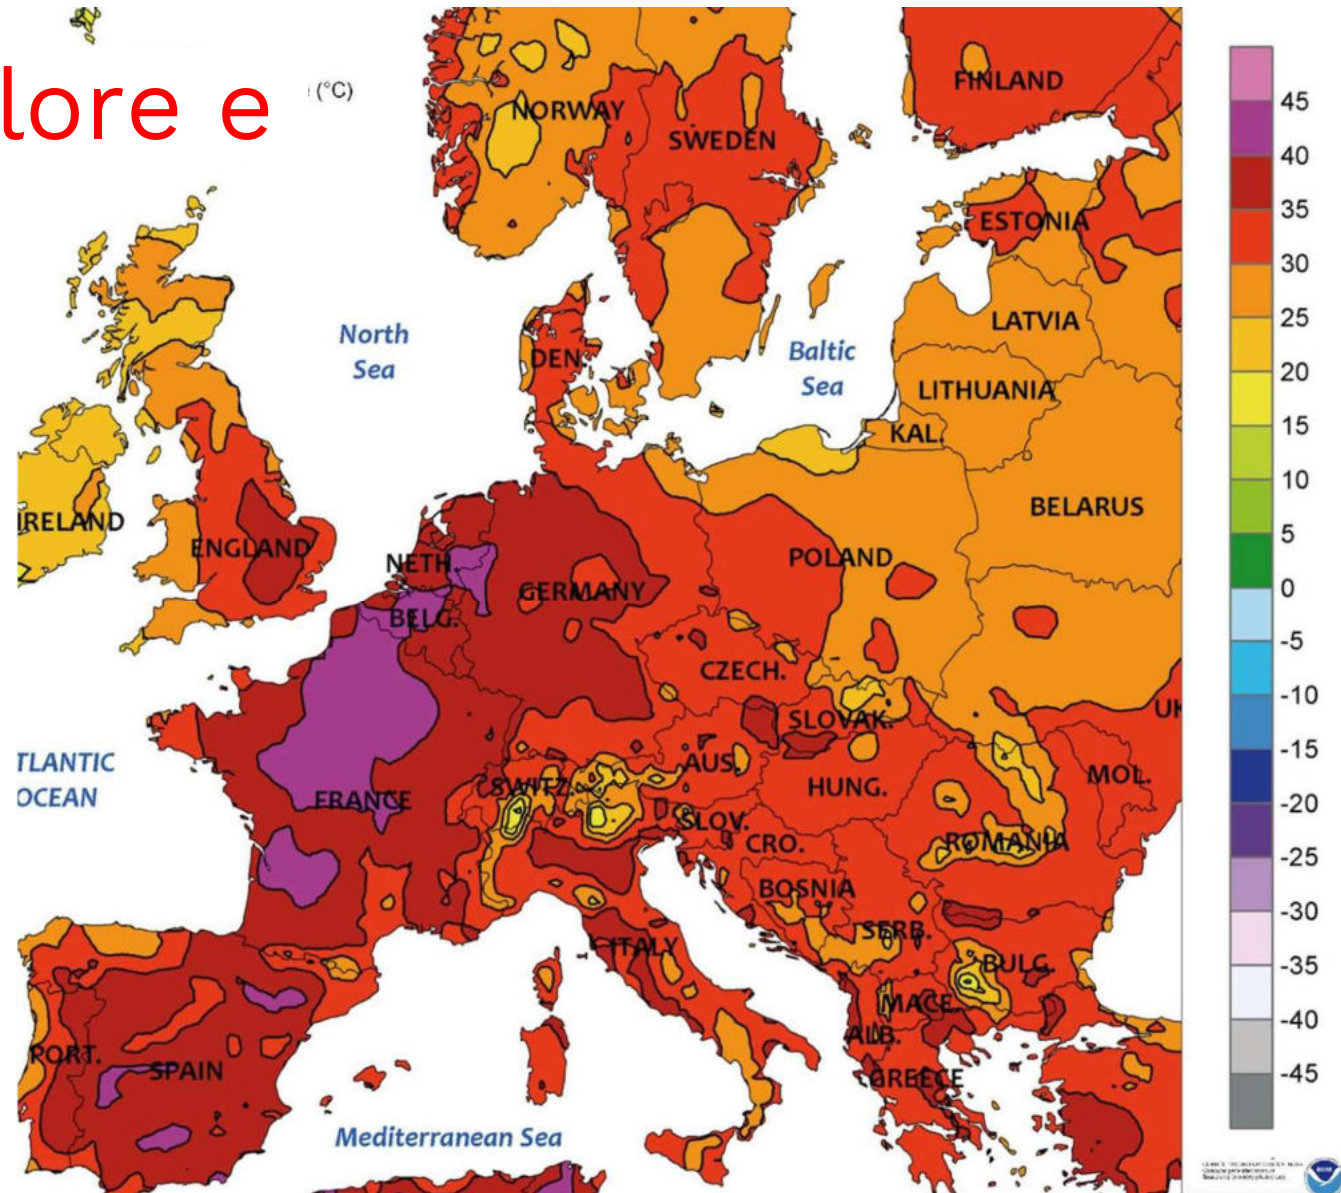 lore e
(°C)
NORWAY
FINLAND
SWEDEN
ESTONIA
North
Sea
DEN.
Baltic
Sea
LATVIA
LITHUANIA
KAL.
IRELAND
ENGLAND
NETH.
GERMANY
POLAND
BELARUS
BELG.
CZECH.
SLOVAK.
UK
TLANTIC
OCEAN
FRANCE
SWITZ.
AUS.
HUNG.
MOL.
SLOV.
CRO.
ROMANIA
BOSNIA
SERB.
ITALY
BULG.
MACE.
ALB.
PORT.
SPAIN
GREECE
Mediterranean Sea
45
40
35
30
25
20
15
10
5
0
-5
-10
-15
-20
-25
-30
-35
-40
-45